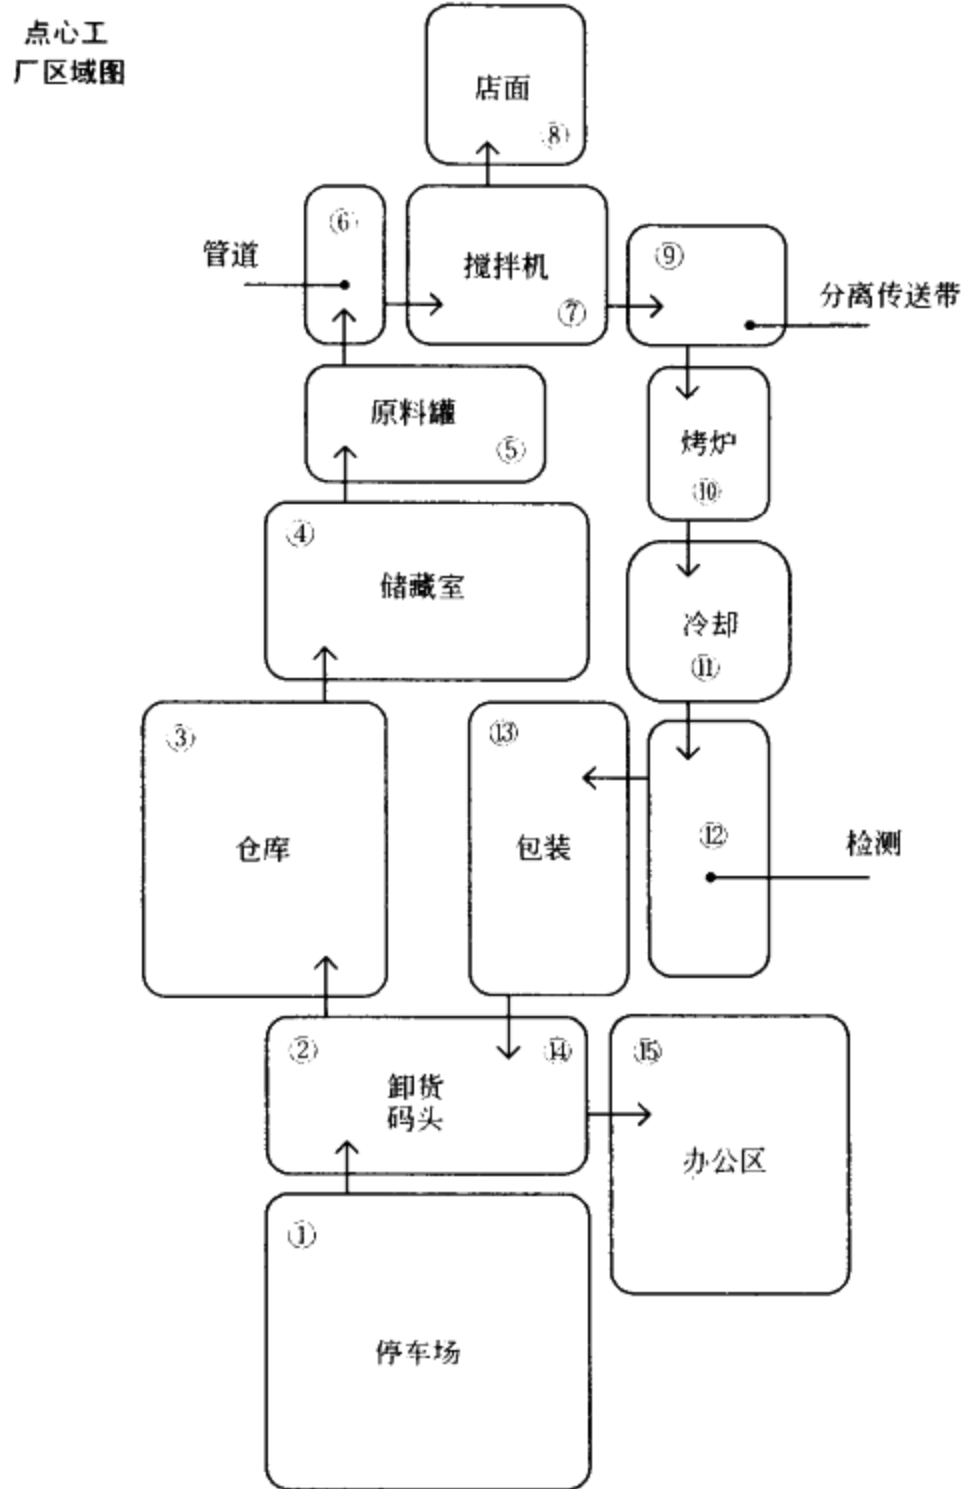 点心工
厂区域图
店面
⑧
⑥
管道
搅拌机
⑦
⑨
分离传送带
原料罐
⑤
烤炉
⑩
④
储藏室
冷却
⑪
③
仓库
⑬
包装
⑫
检测
②
⑭
卸货
码头
⑮
办公区
①
停车场